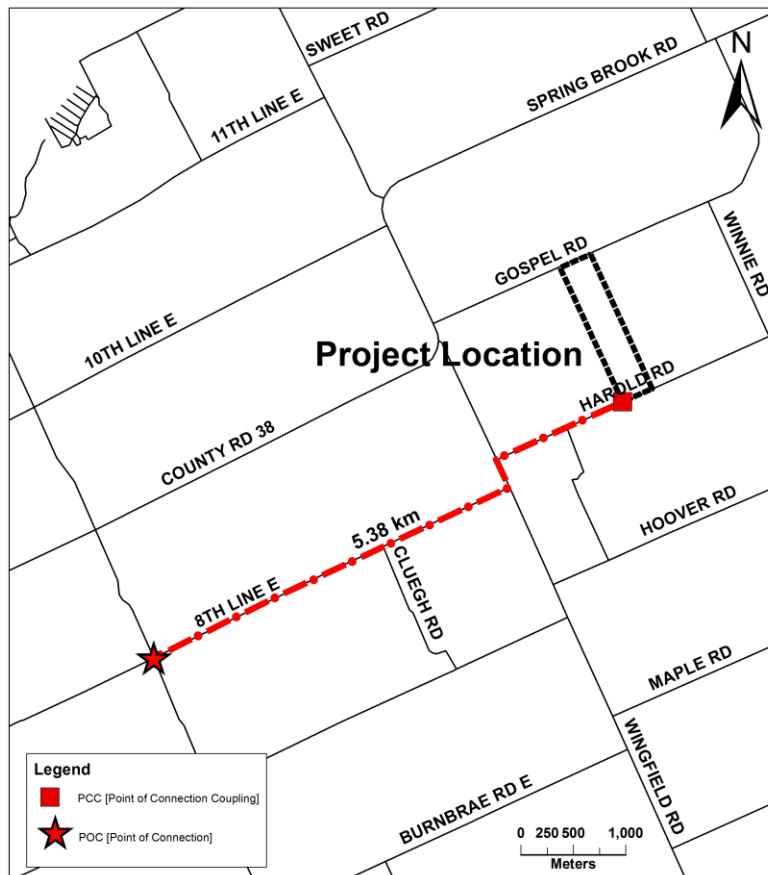 SWEET RD
N
SPRING BROOK RD
11TH LINE E
WINNIE RD
GOSPEL RD
10TH LINE E
Project Location
HAROLD RD
COUNTY RD 38
HOOVER RD
5.38 km
CLUEGH RD
8TH LINE E
MAPLE RD
WINGFIELD RD
BURNBRAE RD E
Legend
PCC [Point of Connection Coupling]
POC [Point of Connection]
0 250 500 1,000
Meters